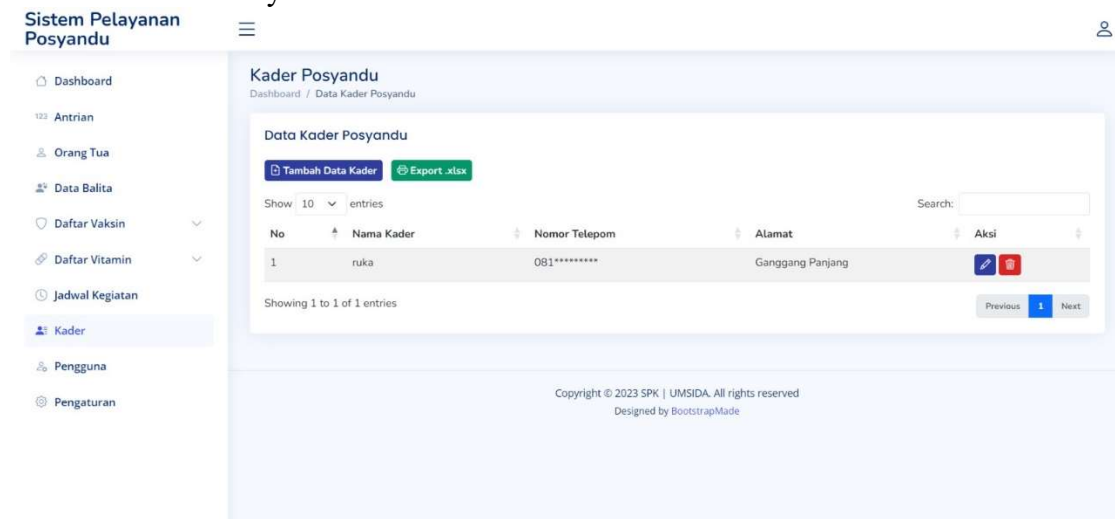 Sistem Pelayanan
Posyandu
Dashboard
123 Antrian
Orang Tua
Data Balita
Daftar Vaksin
Daftar Vitamin
Jadwal Kegiatan
Kader
Pengguna
Pengaturan
Kader Posyandu
Dashboard / Data Kader Posyandu
Data Kader Posyandu
Tambah Data Kader Export .xlsx
Show 10 entries Search:
No Nama Kader Nomor Telepom Alamat Aksi
1 ruka 081********* Ganggang Panjang
Showing 1 to 1 of 1 entries Previous 1 Next
Copyright © 2023 SPK | UMSIDA. All rights reserved
Designed by BootstrapMade